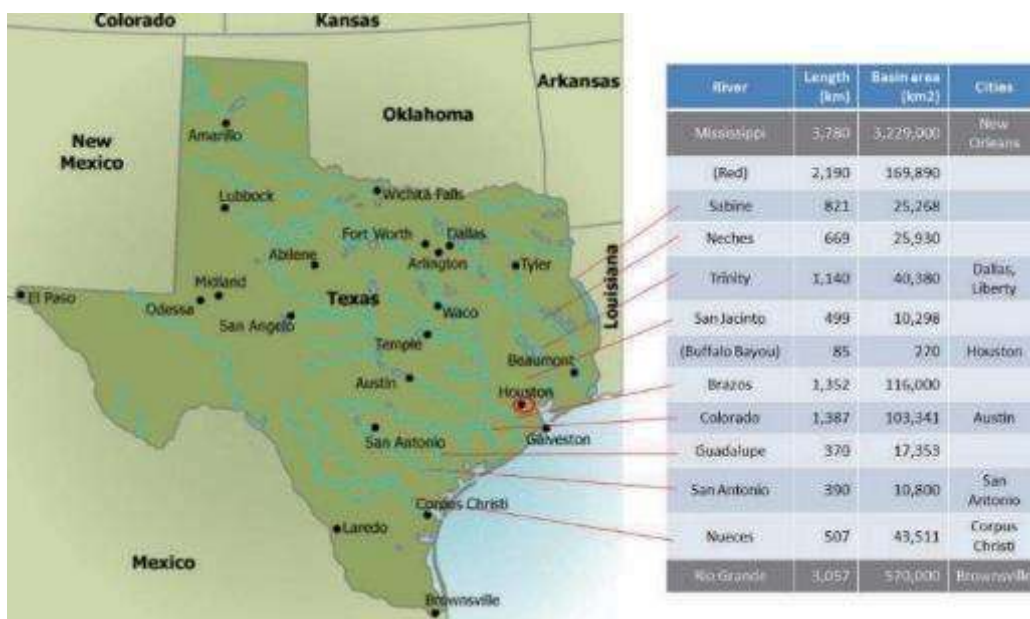 Colorado
Kansas
Arkansas
Oklahoma
New
Mexico
Amarillo
Lubbock
Wichita Falls
Fort Worth
Dallas
Abilene
Arlington
Tyler
Louisiana
Midland
El Paso
Odessa
Texas
San Angelo
Waco
Temple
Beaumont
Austin
Houston
San Antonio
Galveston
Corpus Christi
Laredo
Mexico
Brownsville
River Length (km) Basin area (km2) Cities
Mississippi 3,780 3,229,000 New Orleans
(Red) 2,190 169,890
Sabine 821 25,268
Neches 669 25,930
Trinity 1,140 40,380 Dallas, Liberty
San Jacinto 499 10,298
(Buffalo Bayou) 85 270 Houston
Brazos 1,352 116,000
Colorado 1,387 103,341 Austin
Guadalupe 370 17,353
San Antonio 390 10,800 San Antonio
Nueces 507 43,511 Corpus Christi
Rio Grande 3,057 570,000 Brownsville